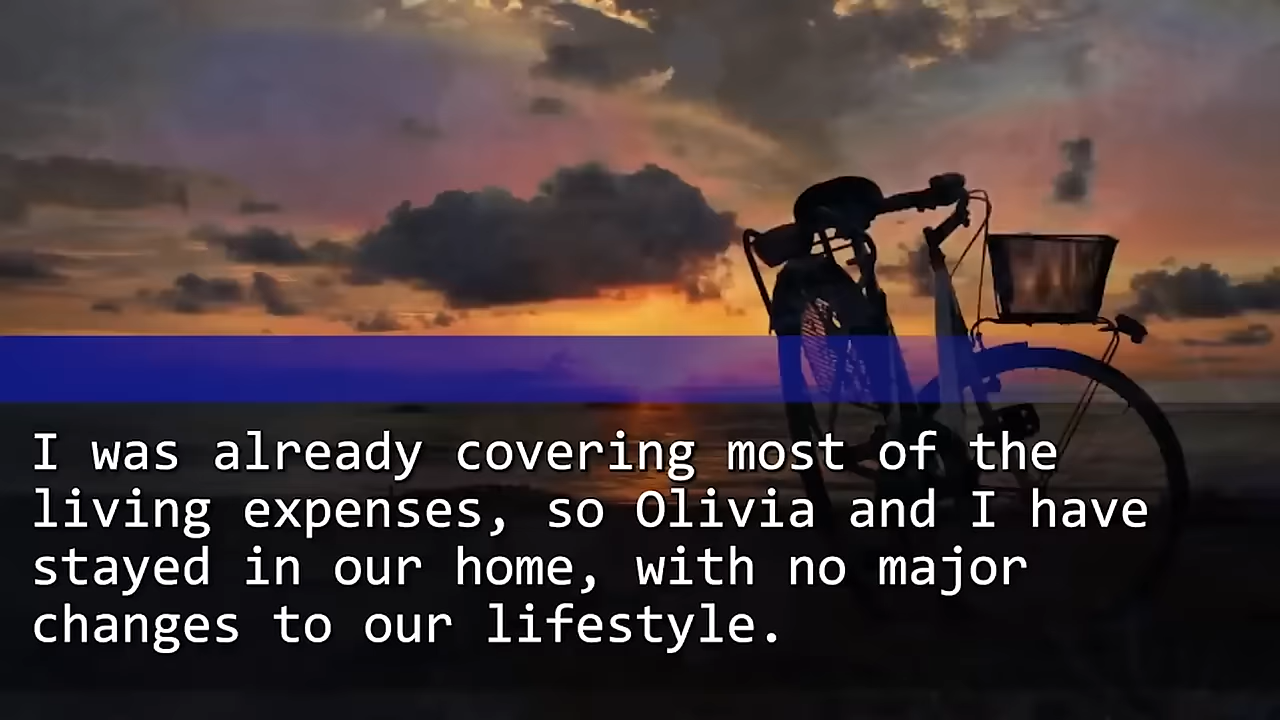 I was already covering most of the
living expenses, so Olivia and I have
stayed in our home, with no major
changes to our lifestyle.